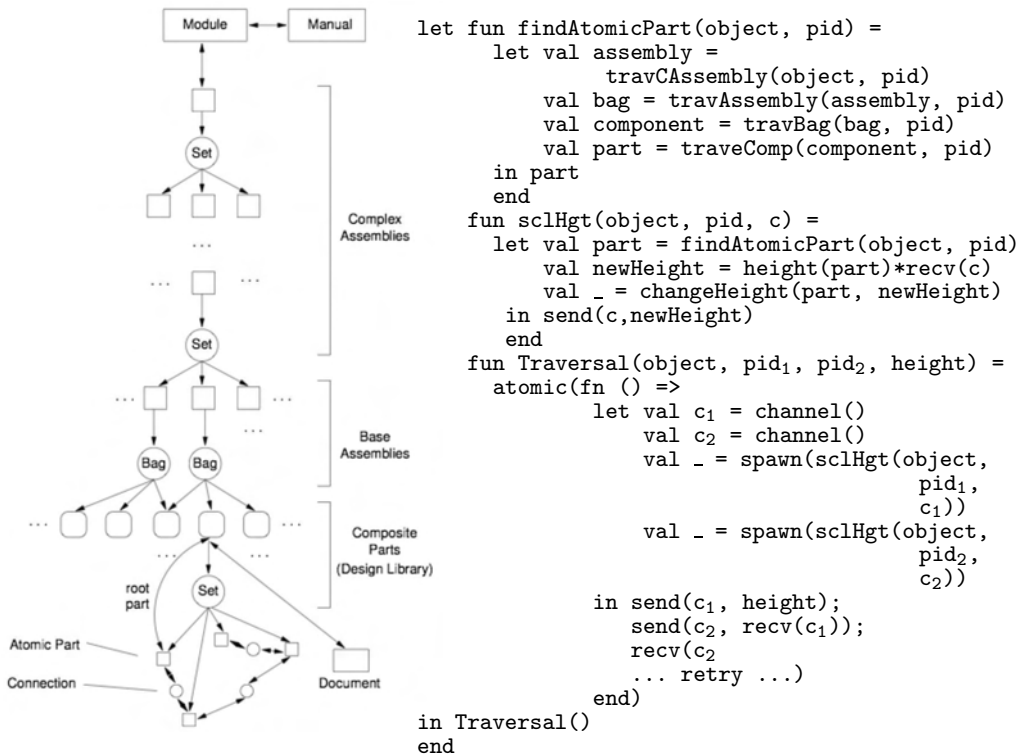 Module
Manual
Set
...
Complex
Assemblies
...
...
Set
...
...
...
Base
Assemblies
Bag
Bag
...
...
Composite
Parts
(Design Library)
...
...
root
part
Set
Atomic Part
Connection
Document
let fun findAtomicPart(object, pid) =
let val assembly =
travCAssembly(object, pid)
val bag = travAssembly(assembly, pid)
val component = travBag(bag, pid)
val part = traveComp(component, pid)
in part
end
fun sclHgt(object, pid, c) =
let val part = findAtomicPart(object, pid)
val newHeight = height(part)*recv(c)
val _ = changeHeight(part, newHeight)
in send(c,newHeight)
end
fun Traversal(object, pid₁, pid₂, height) =
atomic(fn () =>
let val c₁ = channel()
val c₂ = channel()
val _ = spawn(sclHgt(object,
pid₁,
c₁))
val _ = spawn(sclHgt(object,
pid₂,
c₂))
in send(c₁, height);
send(c₂, recv(c₁));
recv(c₂
... retry ...)
end)
in Traversal()
end